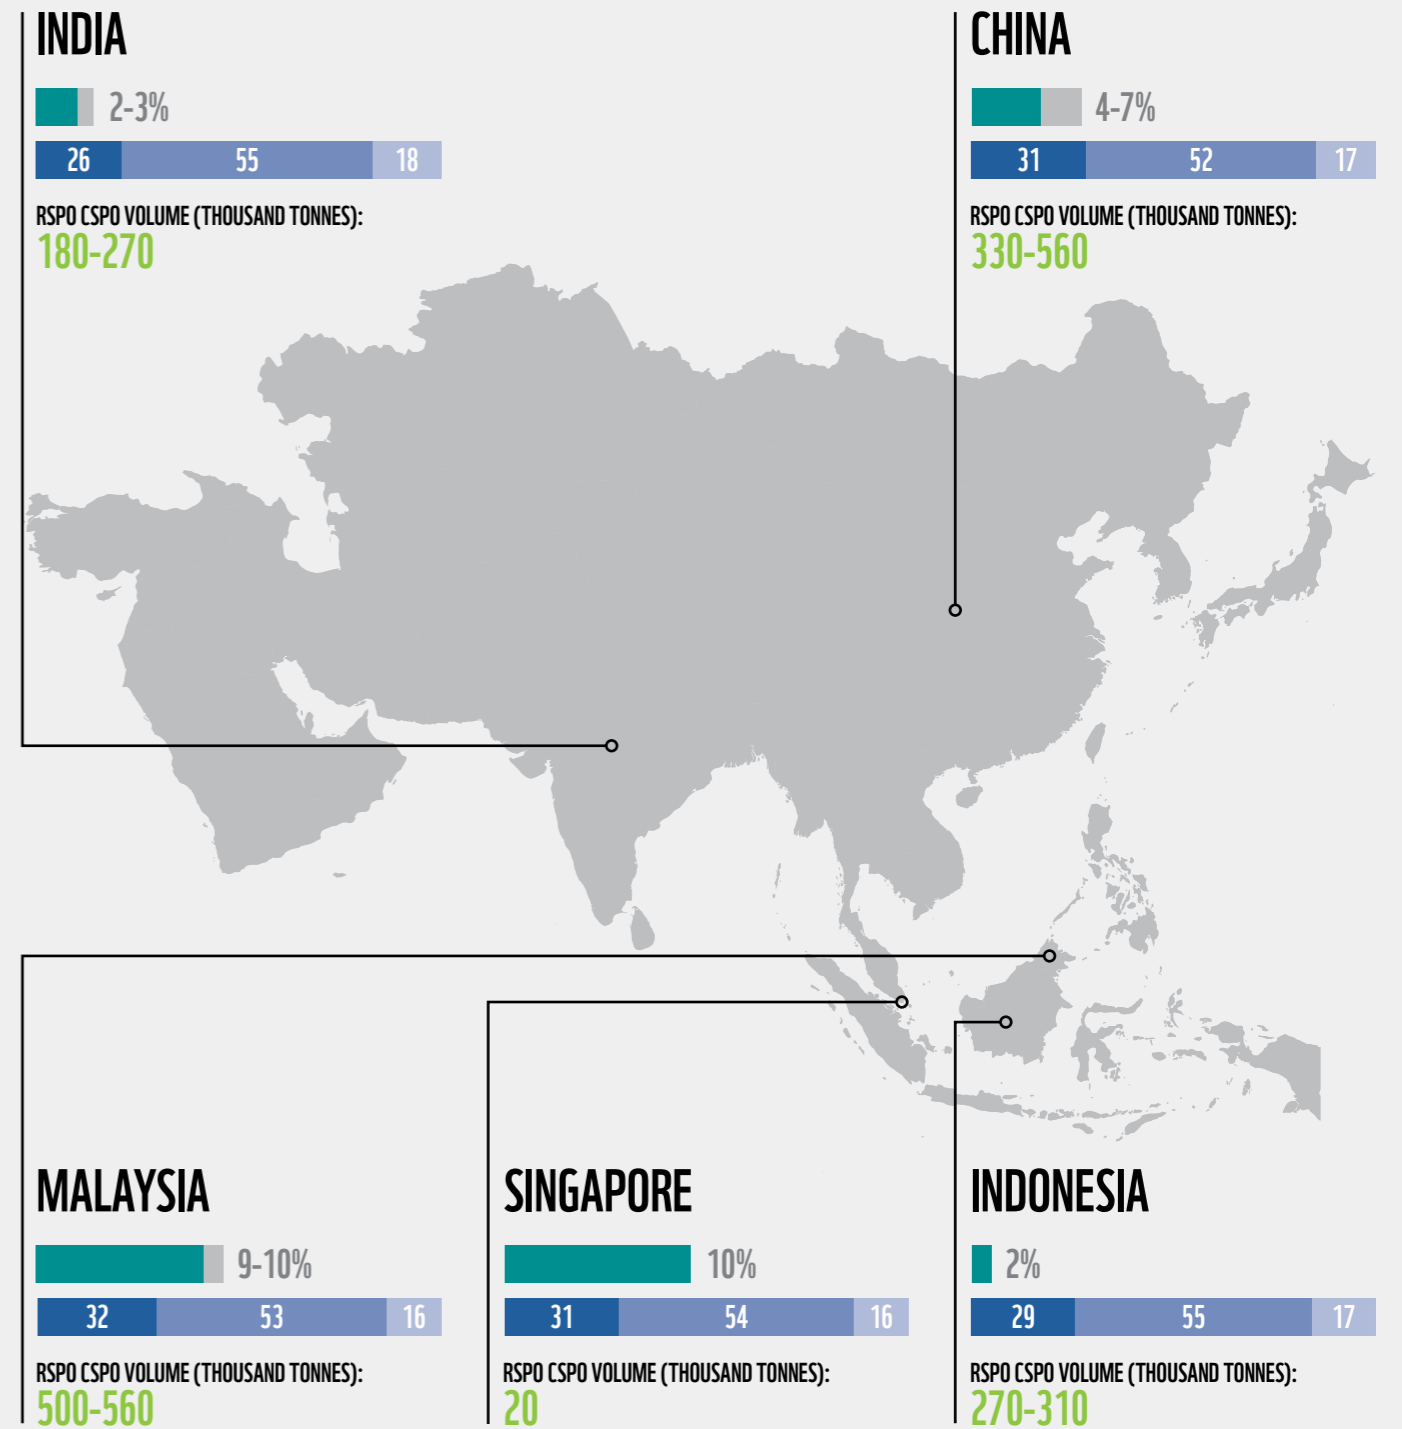 INDIA
2-3%
26 55 18
RSPO CSPO VOLUME (THOUSAND TONNES):
180-270
CHINA
4-7%
31 52 17
RSPO CSPO VOLUME (THOUSAND TONNES):
330-560
MALAYSIA
9-10%
32 53 16
RSPO CSPO VOLUME (THOUSAND TONNES):
500-560
SINGAPORE
10%
31 54 16
RSPO CSPO VOLUME (THOUSAND TONNES):
20
INDONESIA
2%
29 55 17
RSPO CSPO VOLUME (THOUSAND TONNES):
270-310